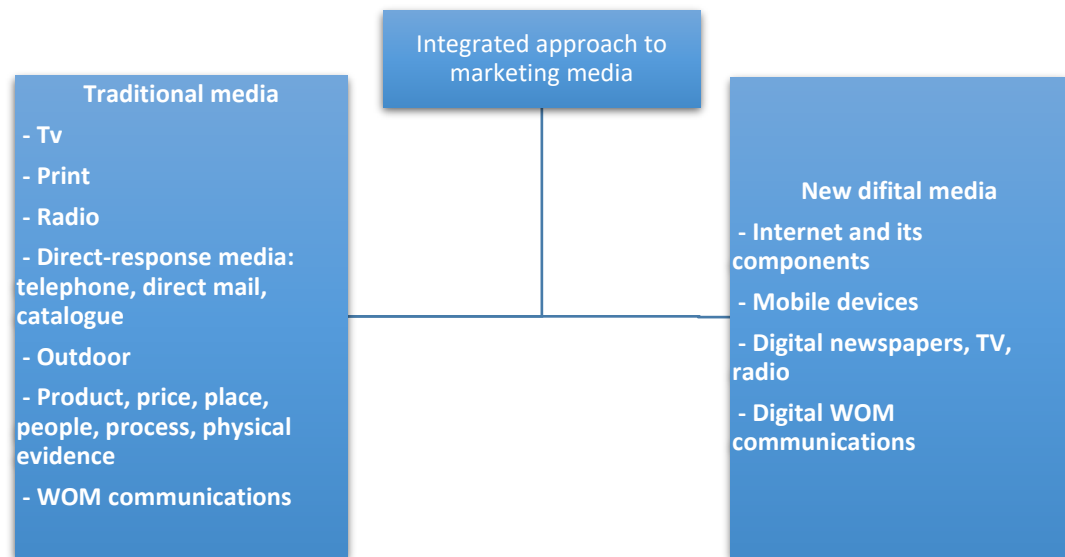 Integrated approach to
marketing media
Traditional media
- Tv
- Print
- Radio
- Direct-response media:
telephone, direct mail,
catalogue
- Outdoor
- Product, price, place,
people, process, physical
evidence
- WOM communications
New difital media
- Internet and its
components
- Mobile devices
- Digital newspapers, TV,
radio
- Digital WOM
communications